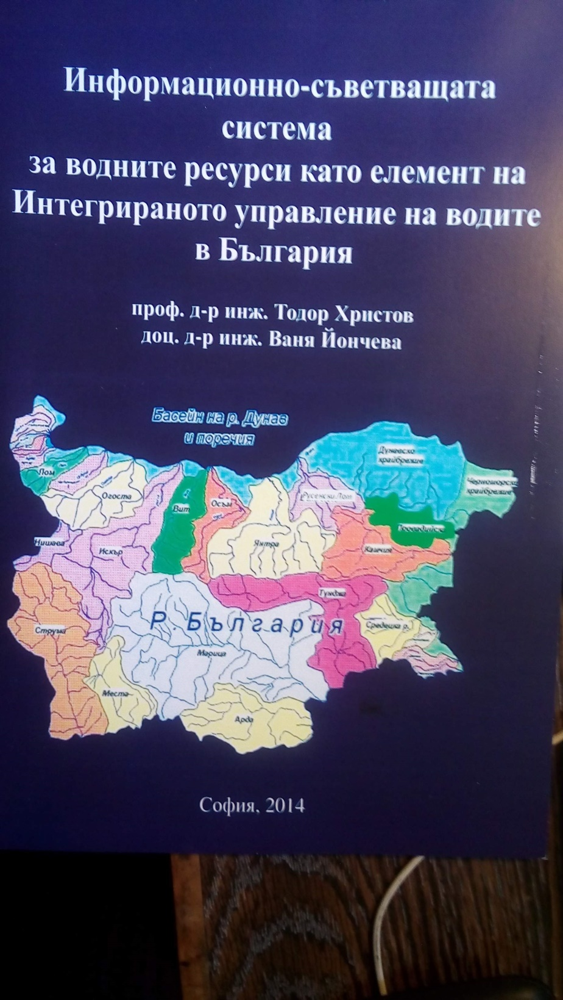 Информационно-съветващата
система
за водните ресурси като елемент на
Интегрираното управление на водите
в България
проф. д-р инж. Тодор Христов
доц. д-р инж. Ваня Йончева
Басейн на р. Дунав
и поречия
Дунавско
крайбрежие
Лом
Черноморско
крайбрежие
Огоста
Русенски Лом
Осъм
Вит
Провадийска
Нишава
Янтра
Искър
Камчия
Тунджа
Р. България
Средецка р.
Струма
Марица
Места
Арда
София, 2014